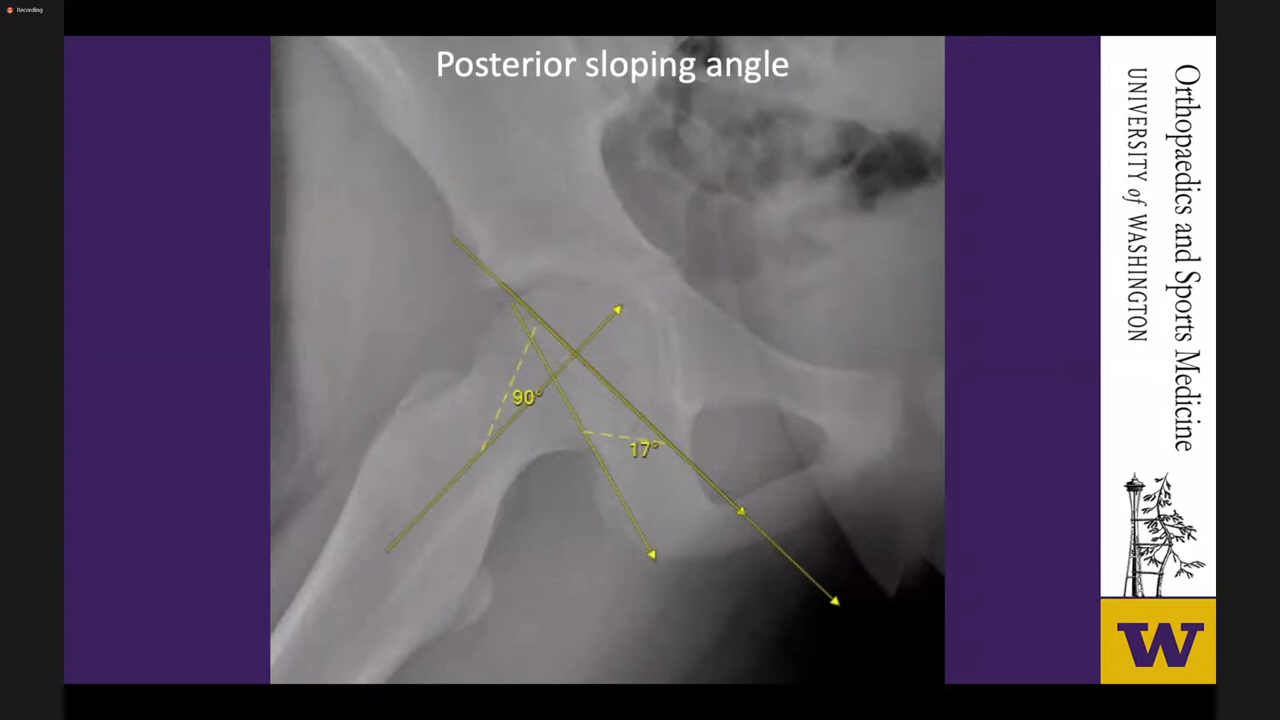 Recording
Posterior sloping angle
90°
17°
Orthopaedics and Sports Medicine
UNIVERSITY of WASHINGTON
W